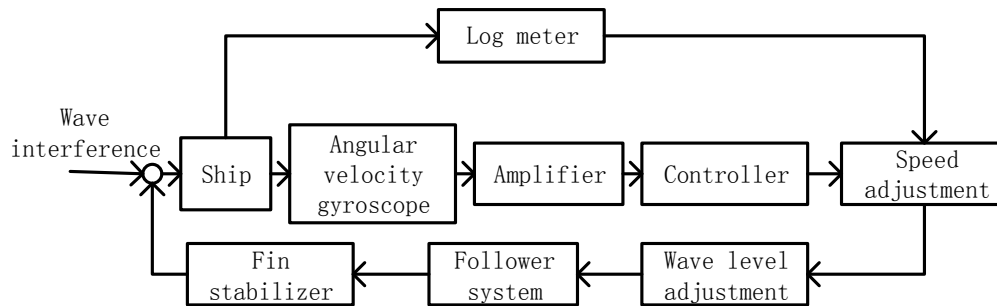 Log meter
Wave
interference
Ship
Angular
velocity
gyroscope
Amplifier
Controller
Speed
adjustment
Fin
stabilizer
Follower
system
Wave level
adjustment